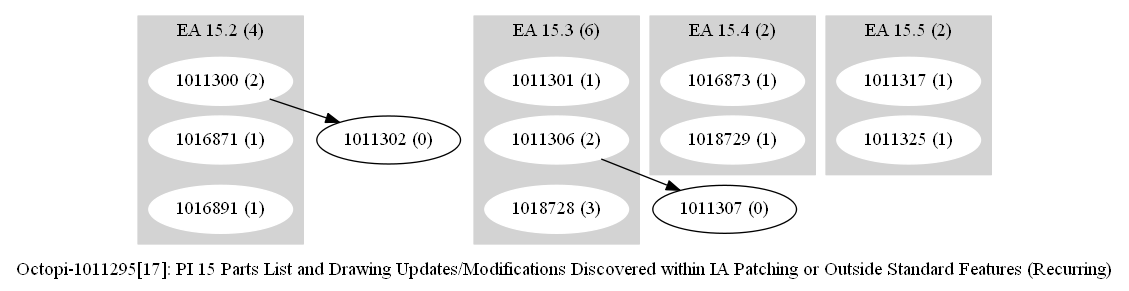 EA 15.2 (4)
1011300 (2)
1016871 (1)
1016891 (1)
1011302 (0)
EA 15.3 (6)
1011301 (1)
1011306 (2)
1018728 (3)
1011307 (0)
EA 15.4 (2)
1016873 (1)
1018729 (1)
EA 15.5 (2)
1011317 (1)
1011325 (1)
Octopi-1011295[17]: PI 15 Parts List and Drawing Updates/Modifications Discovered within IA Patching or Outside Standard Features (Recurring)